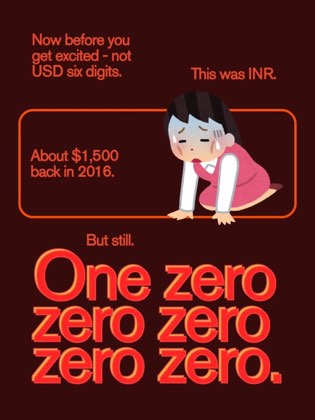 Now before you
get excited - not
USD six digits.
This was INR.
About $1,500
back in 2016.
But still.
One zero
zero zero
zero zero.